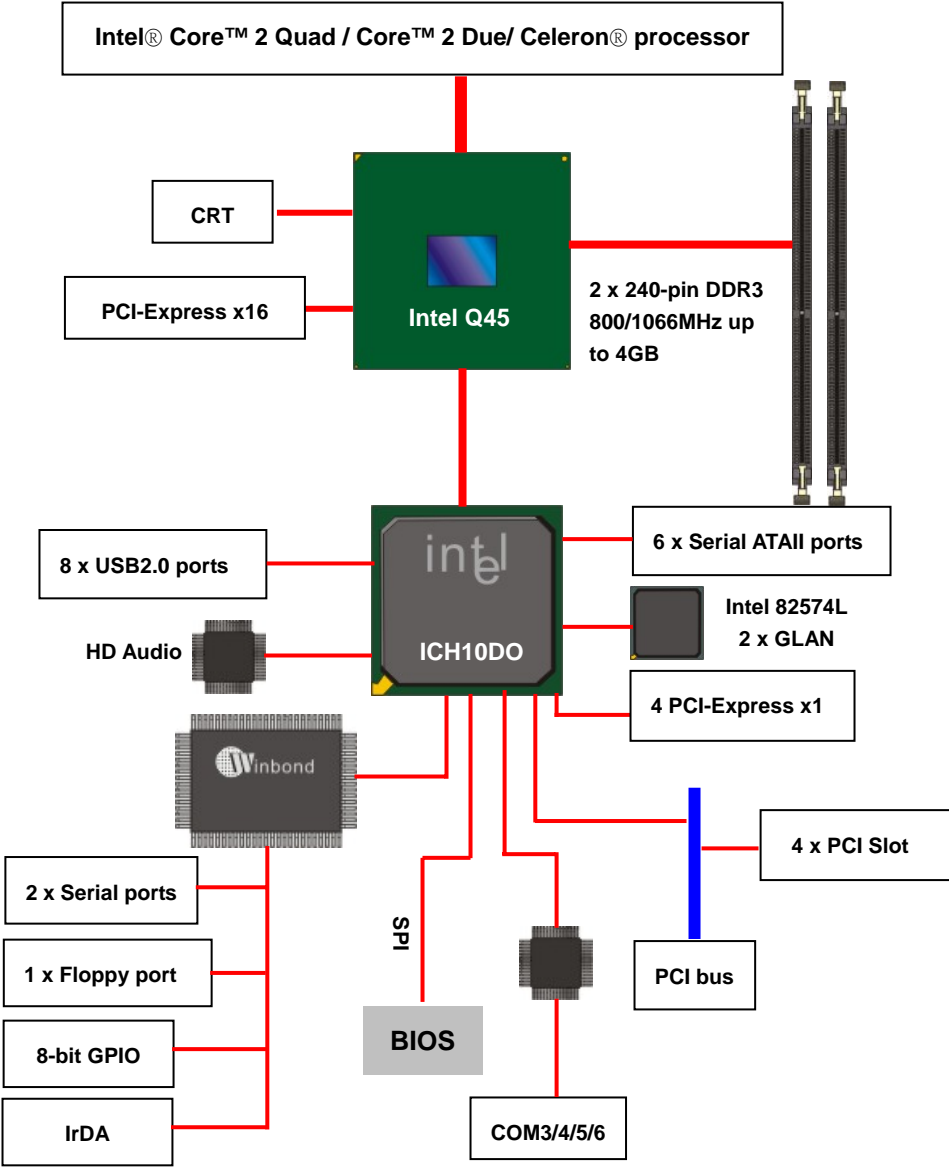 Intel® Core™ 2 Quad / Core™ 2 Due/ Celeron® processor
CRT
PCI-Express x16
Intel Q45
2 x 240-pin DDR3
800/1066MHz up
to 4GB
8 x USB2.0 ports
HD Audio
intel
ICH10DO
6 x Serial ATAII ports
Intel 82574L
2 x GLAN
4 PCI-Express x1
Winbond
2 x Serial ports
1 x Floppy port
8-bit GPIO
IrDA
SPI
BIOS
COM3/4/5/6
PCI bus
4 x PCI Slot